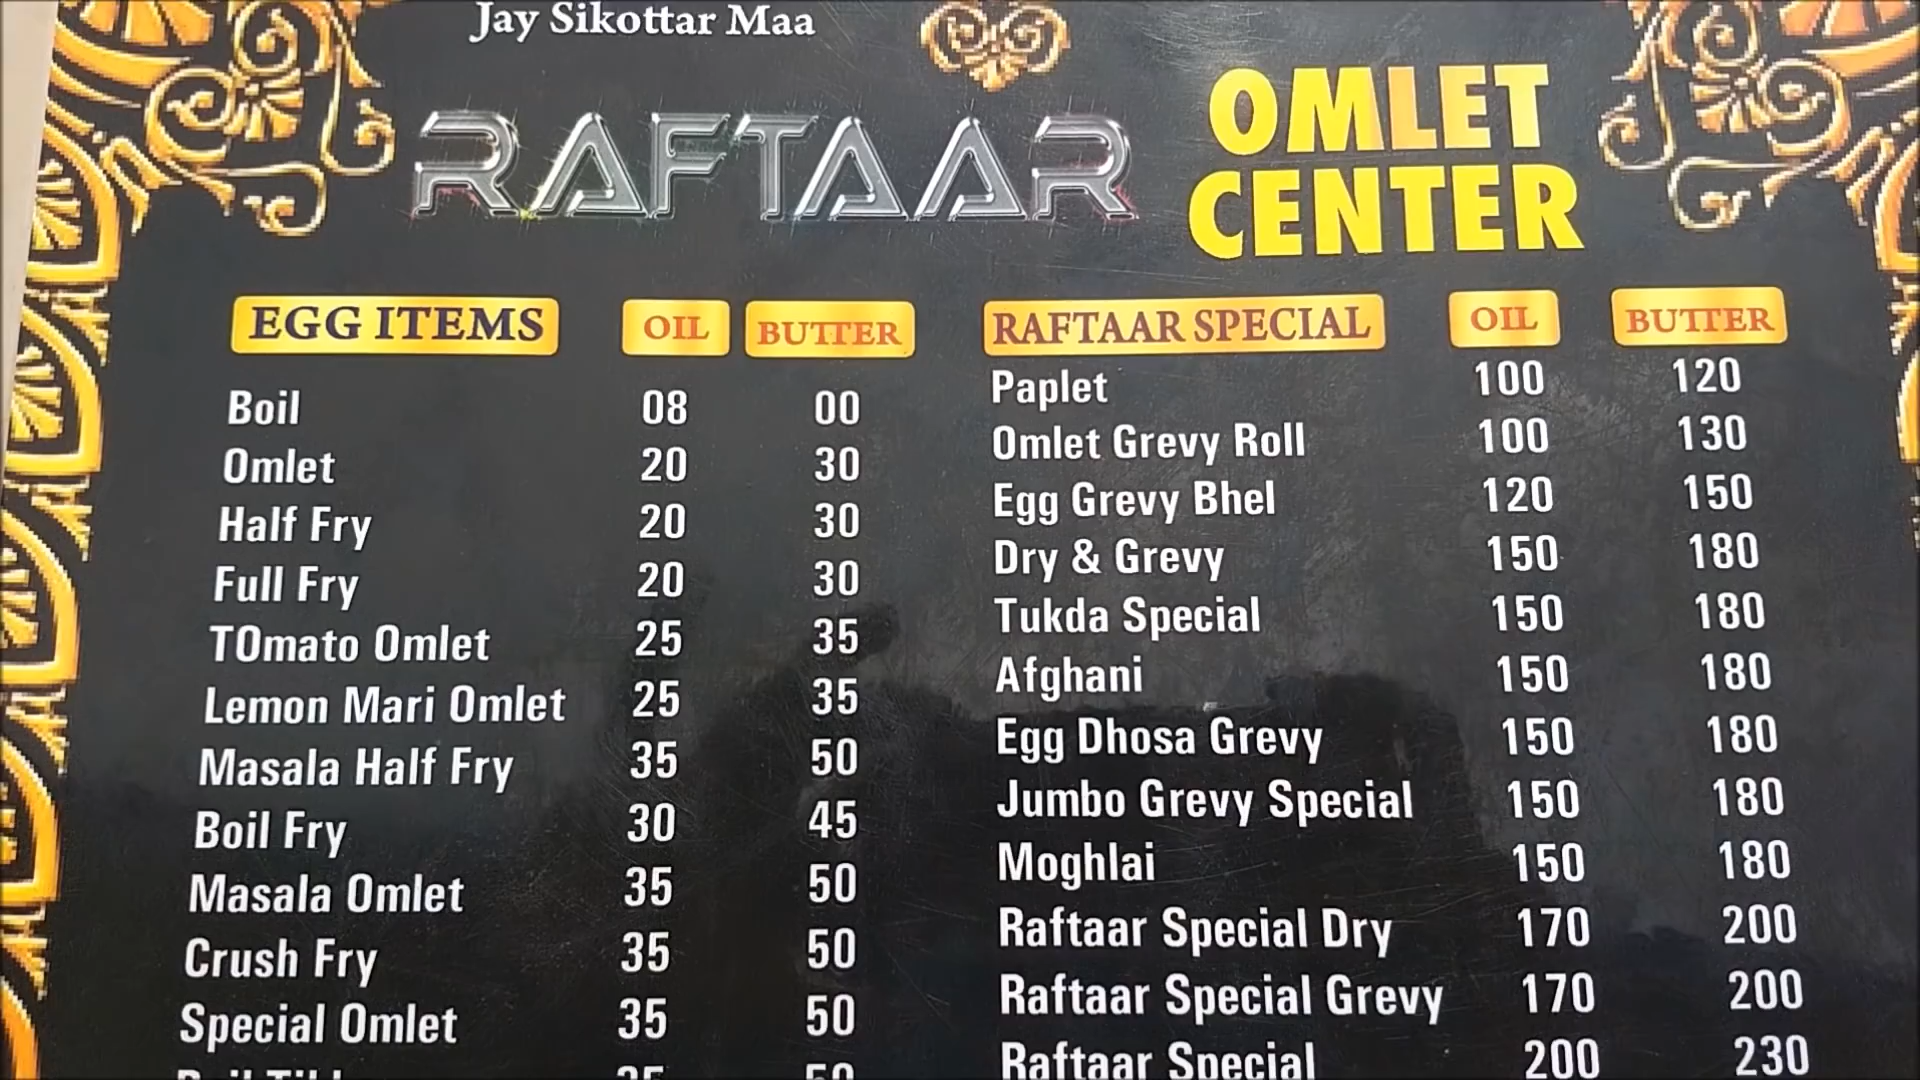 Jay Sikottar Maa
RAFTAAR OMLET CENTER
EGG ITEMS OIL BUTTER
Boil 08 00
Omlet 20 30
Half Fry 20 30
Full Fry 20 30
TOmato Omlet 25 35
Lemon Mari Omlet 25 35
Masala Half Fry 35 50
Boil Fry 30 45
Masala Omlet 35 50
Crush Fry 35 50
Special Omlet 35 50
RAFTAAR SPECIAL OIL BUTTER
Paplet 100 120
Omlet Grevy Roll 100 130
Egg Grevy Bhel 120 150
Dry & Grevy 150 180
Tukda Special 150 180
Afghani 150 180
Egg Dhosa Grevy 150 180
Jumbo Grevy Special 150 180
Moghlai 150 180
Raftaar Special Dry 170 200
Raftaar Special Grevy 170 200
Raftaar Special 200 230